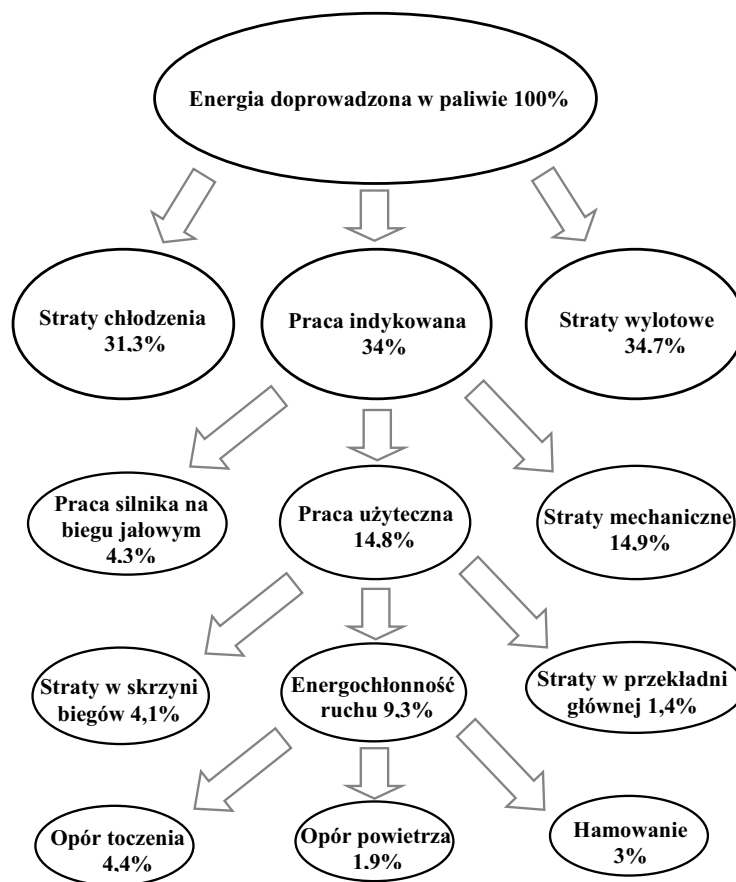 Energia doprowadzona w paliwie 100%
Straty chłodzenia
31,3%
Praca indykowana
34%
Straty wylotowe
34,7%
Praca silnika na
biegu jałowym
4,3%
Praca użyteczna
14,8%
Straty mechaniczne
14,9%
Straty w skrzyni
biegów 4,1%
Energochłonność
ruchu 9,3%
Straty w przekładni
głównej 1,4%
Opór toczenia
4,4%
Opór powietrza
1,9%
Hamowanie
3%